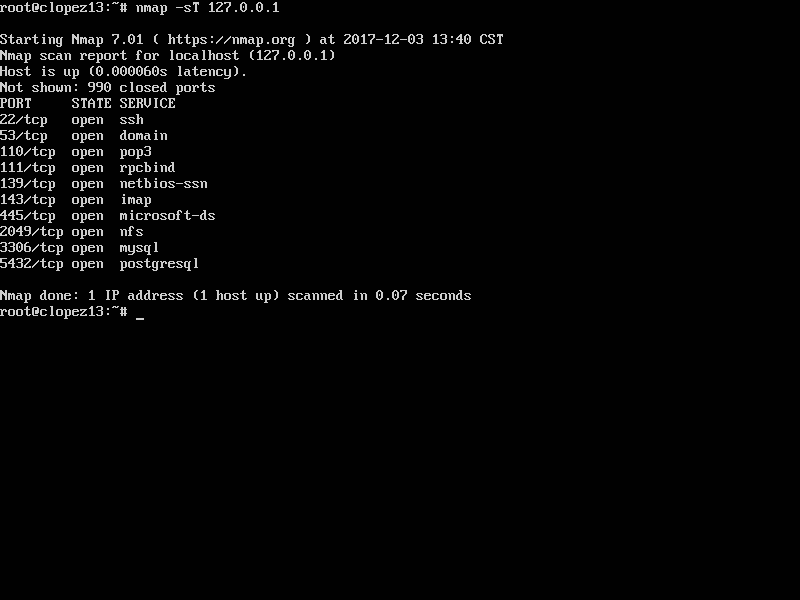 root@clopez13:~# nmap -sT 127.0.0.1
Starting Nmap 7.01 ( https://nmap.org ) at 2017-12-03 13:40 CST
Nmap scan report for localhost (127.0.0.1)
Host is up (0.000060s latency).
Not shown: 990 closed ports
PORT     STATE SERVICE
22/tcp   open  ssh
53/tcp   open  domain
110/tcp  open  pop3
111/tcp  open  rpcbind
139/tcp  open  netbios-ssn
143/tcp  open  imap
445/tcp  open  microsoft-ds
2049/tcp open  nfs
3306/tcp open  mysql
5432/tcp open  postgresql
Nmap done: 1 IP address (1 host up) scanned in 0.07 seconds
root@clopez13:~# _